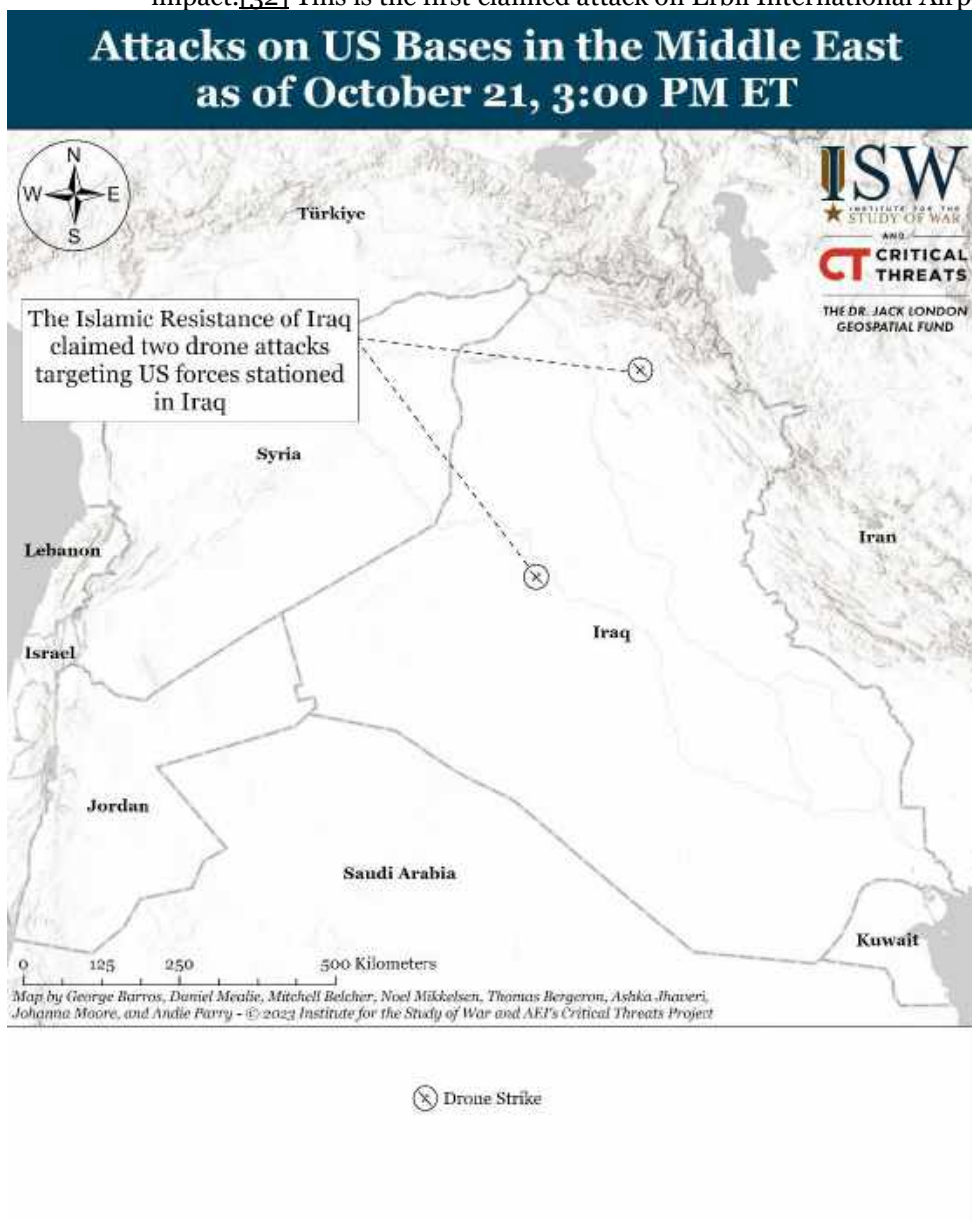 impact.[32] This is the first claimed attack on Erbil International Airp
Attacks on US Bases in the Middle East
as of October 21, 3:00 PM ET
N
W E
S
ISW
INSTITUTE FOR THE
STUDY OF WAR
AND
CT CRITICAL
THREATS
THE DR. JACK LONDON
GEOSPATIAL FUND
Türkiye
The Islamic Resistance of Iraq
claimed two drone attacks
targeting US forces stationed
in Iraq
Syria
Lebanon
Iran
Iraq
Israel
Jordan
Saudi Arabia
Kuwait
0 125 250 500 Kilometers
Map by George Barros, Daniel Mealie, Mitchell Belcher, Noel Mikkelsen, Thomas Bergeron, Ashka Jhaveri,
Johanna Moore, and Andie Parry - © 2023 Institute for the Study of War and AEI's Critical Threats Project
Drone Strike